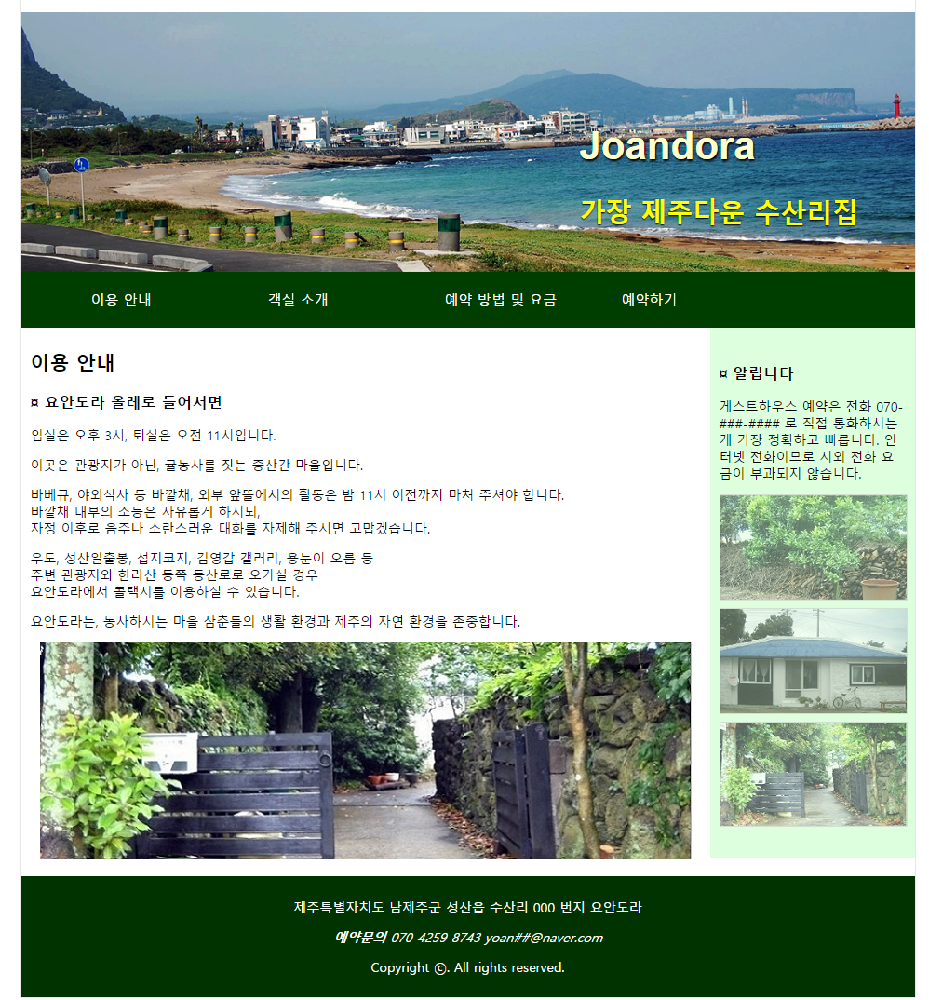 Joandora
가장 제주다운 수산리집
이용 안내
객실 소개
예약 방법 및 요금
예약하기
이용 안내
¤ 요안도라 올레로 들어서면
입실은 오후 3시, 퇴실은 오전 11시입니다.
이곳은 관광지가 아닌, 귤농사를 짓는 중산간 마을입니다.
바베큐, 야외식사 등 바깥채, 외부 앞뜰에서의 활동은 밤 11시 이전까지 마쳐 주셔야 합니다.
바깥채 내부의 소등은 자유롭게 하시되,
자정 이후로 음주나 소란스러운 대화를 자제해 주시면 고맙겠습니다.
우도, 성산일출봉, 섭지코지, 김영갑 갤러리, 용눈이 오름 등
주변 관광지와 한라산 동쪽 등산로로 오가실 경우
요안도라에서 콜택시를 이용하실 수 있습니다.
요안도라는, 농사하시는 마을 삼춘들의 생활 환경과 제주의 자연 환경을 존중합니다.
¤ 알립니다
게스트하우스 예약은 전화 070-
###-#### 로 직접 통화하시는
게 가장 정확하고 빠릅니다. 인
터넷 전화이므로 시외 전화 요
금이 부과되지 않습니다.
제주특별자치도 남제주군 성산읍 수산리 000 번지 요안도라
예약문의 070-4259-8743 yoan##@naver.com
Copyright ©. All rights reserved.